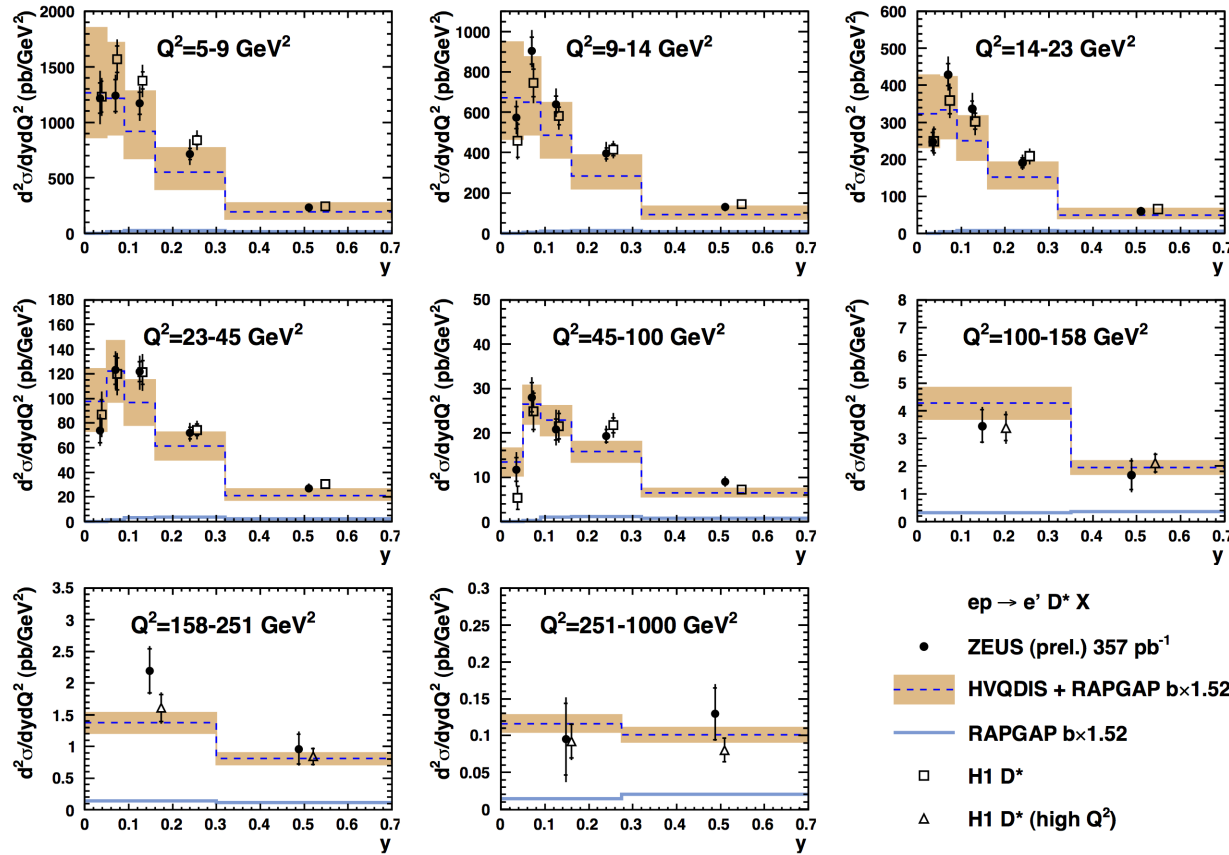 d²σ/dydQ² (pb/GeV²)
Q²=5-9 GeV²
2000
1500
1000
500
0
0 0.1 0.2 0.3 0.4 0.5 0.6 0.7
y
d²σ/dydQ² (pb/GeV²)
Q²=9-14 GeV²
1000
800
600
400
200
0
0 0.1 0.2 0.3 0.4 0.5 0.6 0.7
y
d²σ/dydQ² (pb/GeV²)
Q²=14-23 GeV²
600
500
400
300
200
100
0
0 0.1 0.2 0.3 0.4 0.5 0.6 0.7
y
d²σ/dydQ² (pb/GeV²)
Q²=23-45 GeV²
180
160
140
120
100
80
60
40
20
0
0 0.1 0.2 0.3 0.4 0.5 0.6 0.7
y
d²σ/dydQ² (pb/GeV²)
Q²=45-100 GeV²
50
40
30
20
10
0
0 0.1 0.2 0.3 0.4 0.5 0.6 0.7
y
d²σ/dydQ² (pb/GeV²)
Q²=100-158 GeV²
8
7
6
5
4
3
2
1
0
0 0.1 0.2 0.3 0.4 0.5 0.6 0.7
y
d²σ/dydQ² (pb/GeV²)
Q²=158-251 GeV²
3.5
3
2.5
2
1.5
1
0.5
0
0 0.1 0.2 0.3 0.4 0.5 0.6 0.7
y
d²σ/dydQ² (pb/GeV²)
Q²=251-1000 GeV²
0.3
0.25
0.2
0.15
0.1
0.05
0
0 0.1 0.2 0.3 0.4 0.5 0.6 0.7
y
ep → e' D* X
ZEUS (prel.) 357 pb⁻¹
HVQDIS + RAPGAP b×1.52
RAPGAP b×1.52
H1 D*
H1 D* (high Q²)